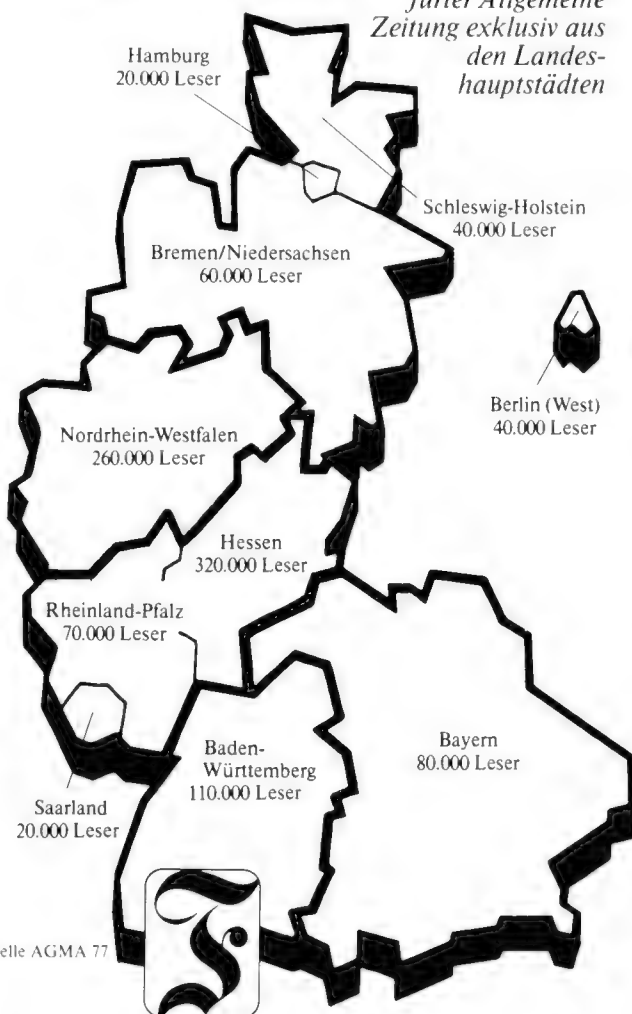 furter Allgemeine
Zeitung exklusiv aus
den Landes-
hauptstädten
Hamburg
20.000 Leser
Schleswig-Holstein
40.000 Leser
Bremen/Niedersachsen
60.000 Leser
Berlin (West)
40.000 Leser
Nordrhein-Westfalen
260.000 Leser
Hessen
320.000 Leser
Rheinland-Pfalz
70.000 Leser
Baden-
Württemberg
110.000 Leser
Bayern
80.000 Leser
Saarland
20.000 Leser
elle AGMA 77
F